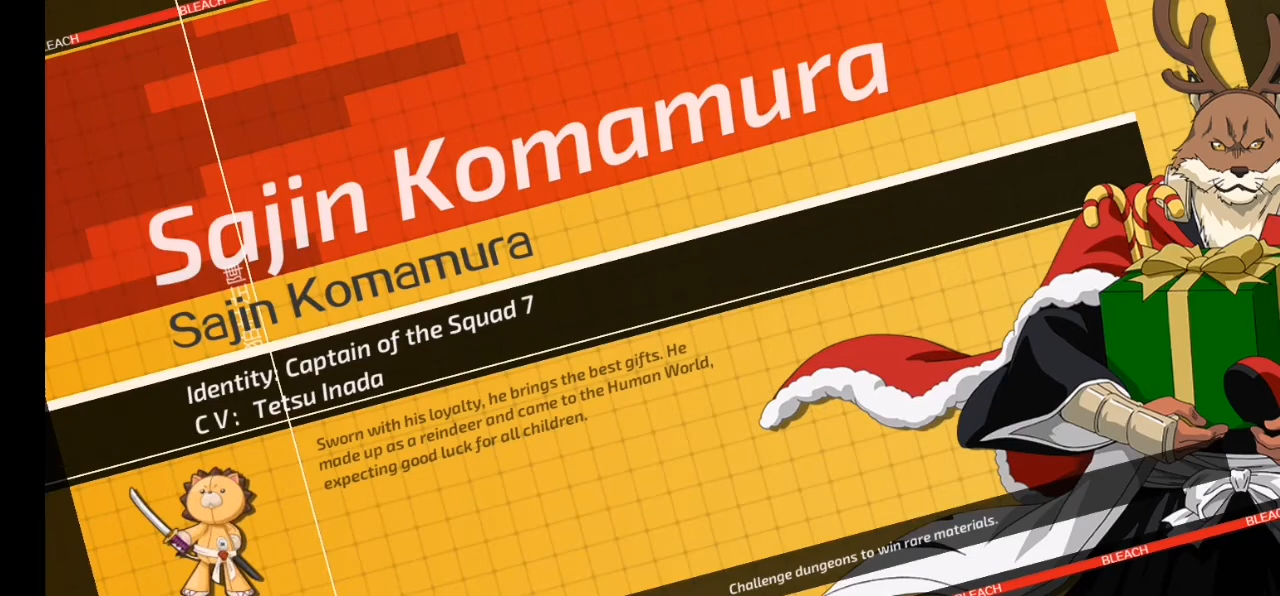 BLEACH
BLEACH
Sajin Komamura
Sajin Komamura
Identity: Captain of the Squad 7
CV: Tetsu Inada
Sworn with his loyalty, he brings the best gifts. He
made up as a reindeer and came to the Human World,
expecting good luck for all children.
Challenge dungeons to win rare materials.
BLEACH
BLEACH
BLEAC